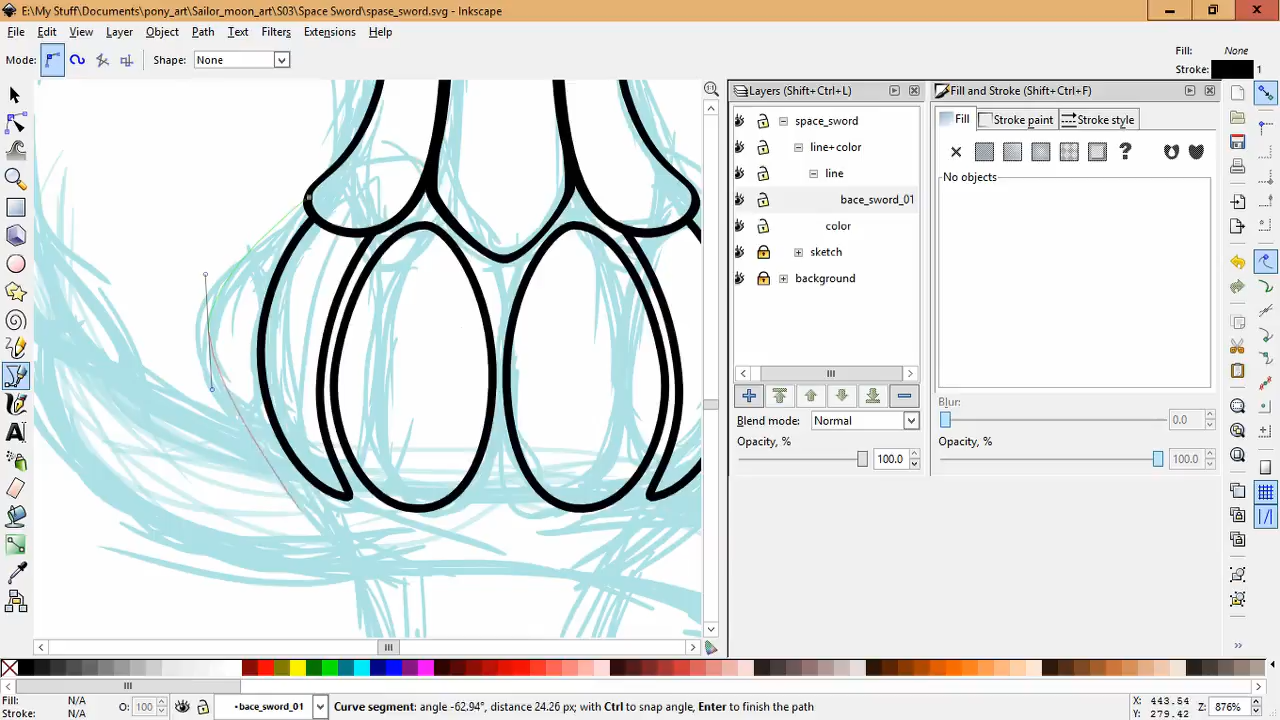 E:\My Stuff\Documents\pony_art\Sailor_moon_art\S03\Space Sword\spase_sword.svg - Inkscape
File Edit View Layer Object Path Text Filters Extensions Help
Mode: Shape: None
Fill: None
Stroke: 1
Layers (Shift+Ctrl+L)
space_sword
line+color
line
bace_sword_01
color
sketch
background
Blend mode: Normal
Opacity, %
100.0
Fill and Stroke (Shift+Ctrl+F)
Fill Stroke paint Stroke style
?
No objects
Blur:
0.0
Opacity, %
100.0
Fill: N/A
Stroke: N/A
O: 100
•bace_sword_01
Curve segment: angle -62.94°, distance 24.20 px; with Ctrl to snap angle, Enter to finish the path
X: 443.54
Y: 279.42
Z: 876%